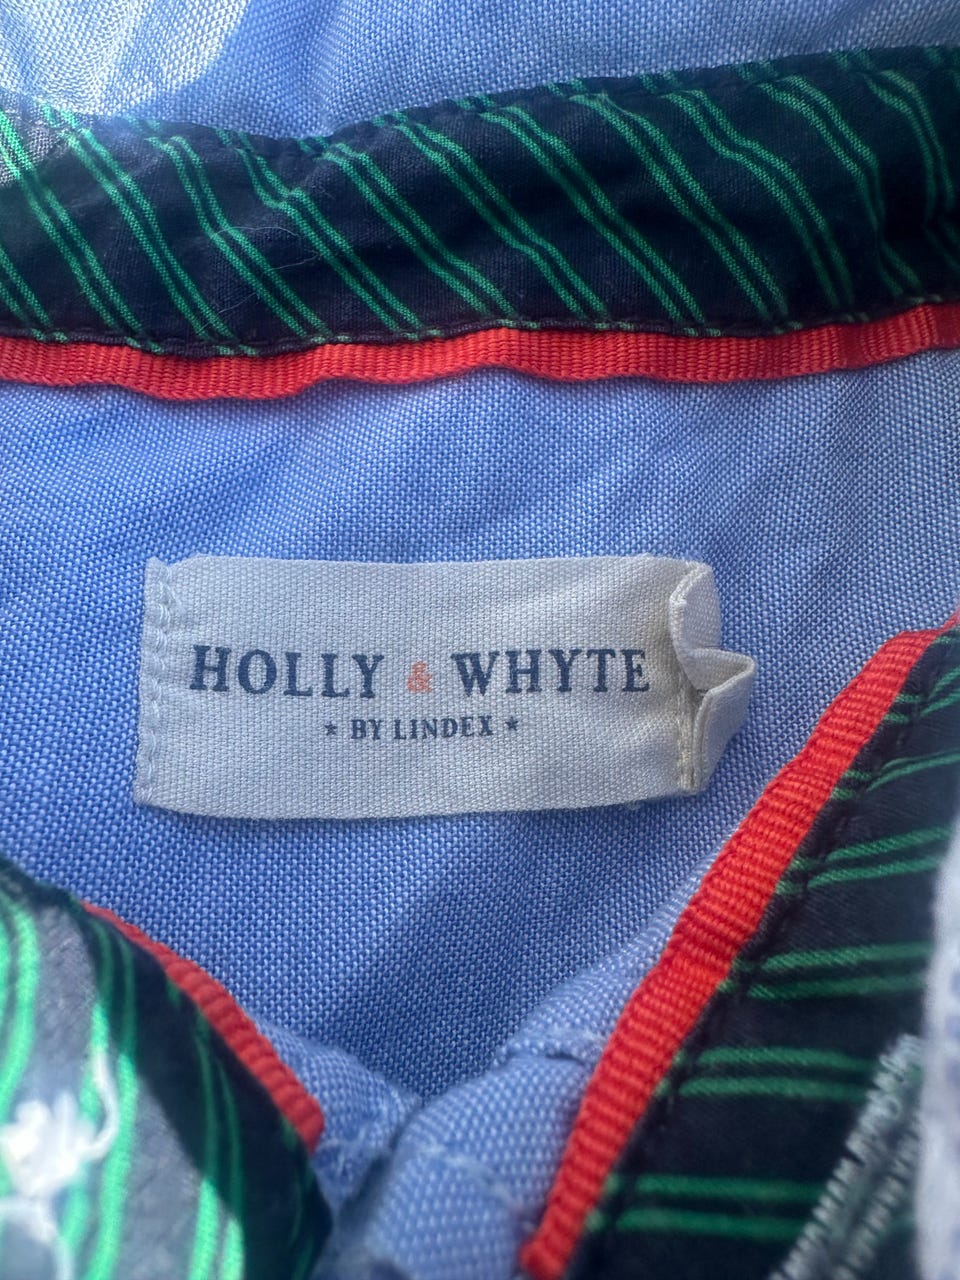 HOLLY & WHYTE
★ BY LINDEX ★